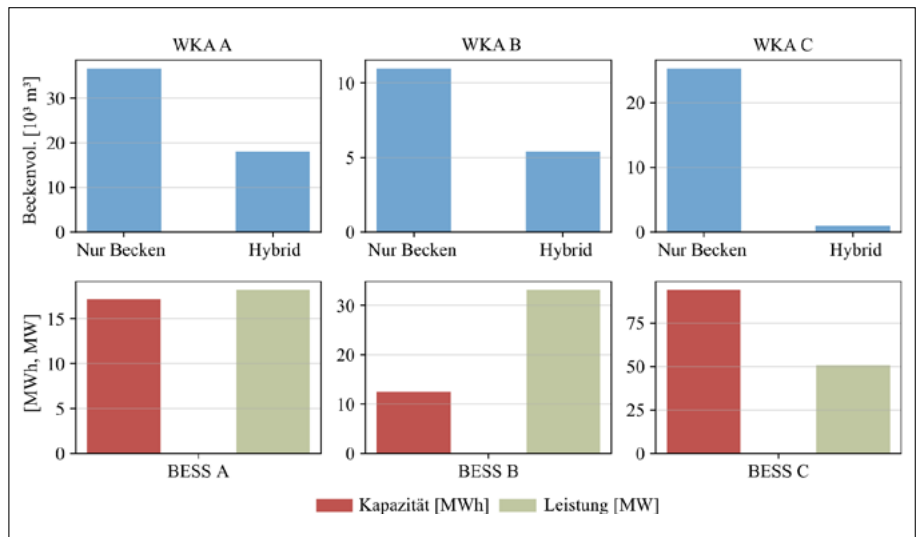 WKA A
WKA B
WKA C
Beckenvol. [10³ m³]
30
20
10
0
10
5
0
20
10
0
Nur Becken
Hybrid
Nur Becken
Hybrid
Nur Becken
Hybrid
[MWh, MW]
15
10
5
0
30
20
10
0
75
50
25
0
BESS A
BESS B
BESS C
Kapazität [MWh]
Leistung [MW]